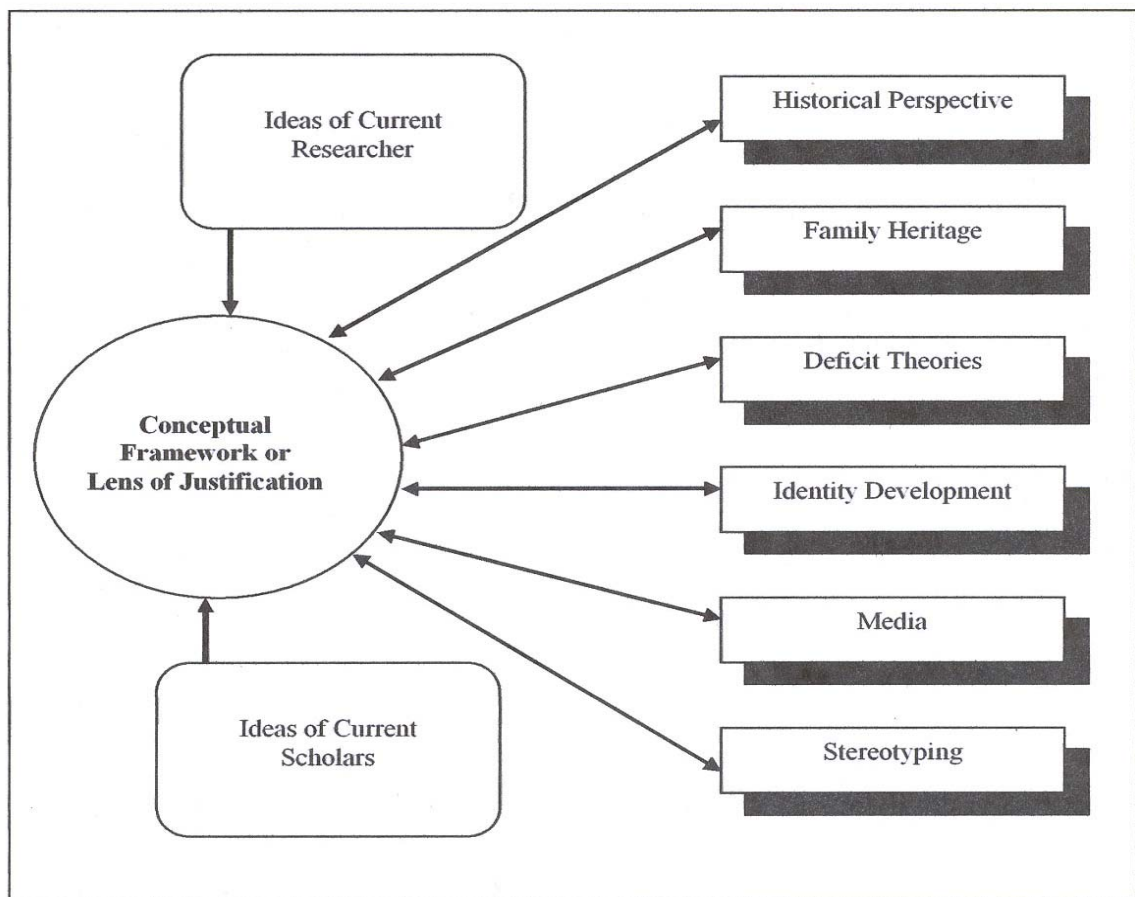 Ideas of Current
Researcher
Conceptual
Framework or
Lens of Justification
Ideas of Current
Scholars
Historical Perspective
Family Heritage
Deficit Theories
Identity Development
Media
Stereotyping